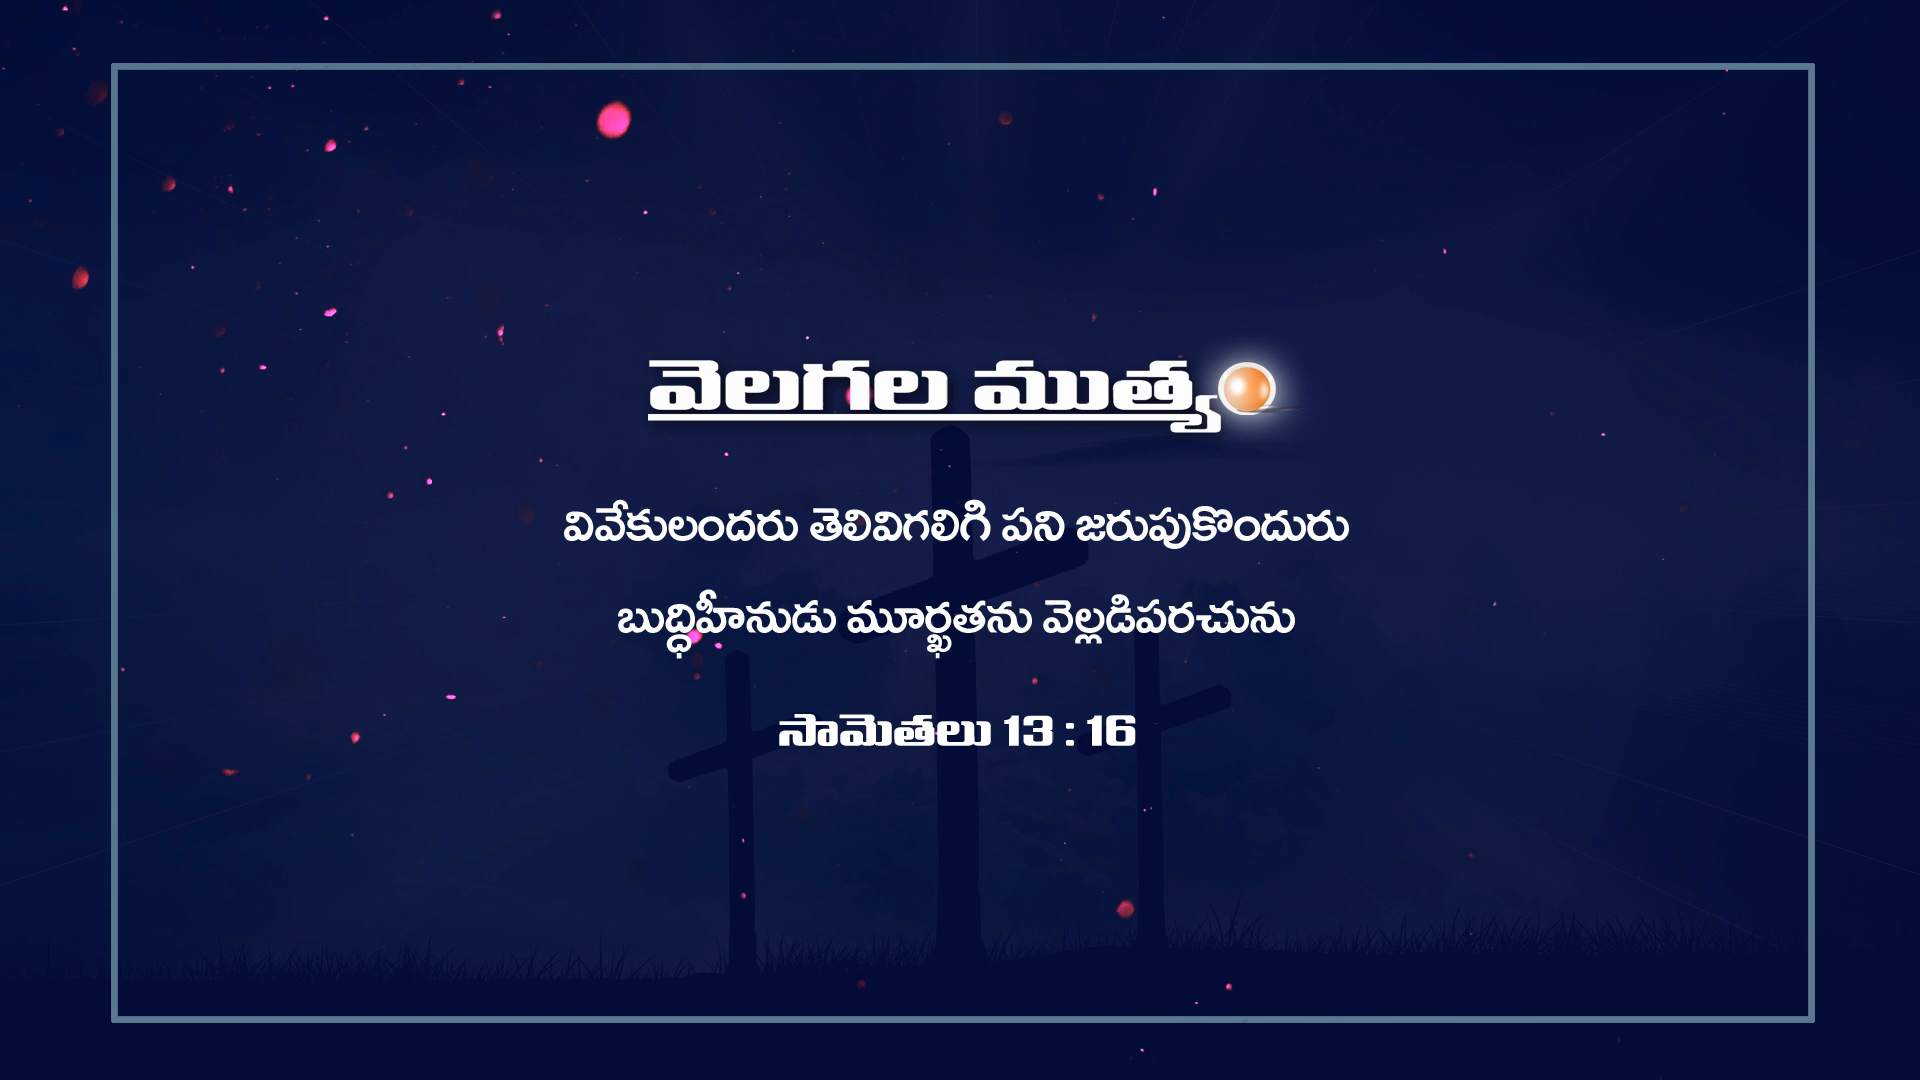 వెలగల ముత్యం
వివేకులందరు తెలివిగలిగి పని జరుపుకొందురు
బుద్ధిహీనుడు మూర్ఖతను వెల్లడిపరచును
సామెతలు 13 : 16